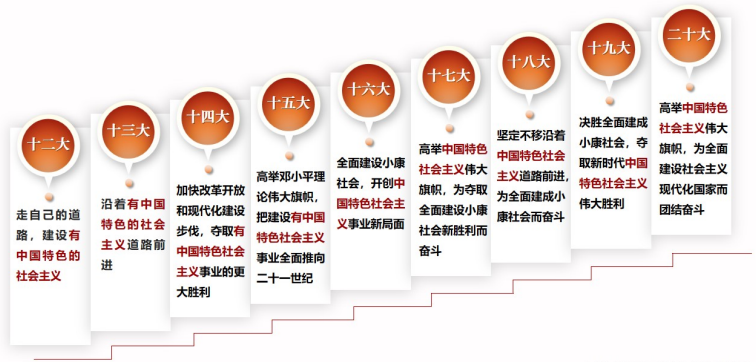 十二大
走自己的道
路，建设有
中国特色的
社会主义
十三大
沿着有中国
特色的社会
主义道路前
进
十四大
加快改革开放
和现代化建设
步伐，夺取有
中国特色社会
主义事业的更
大胜利
十五大
高举邓小平理
论伟大旗帜，
把建设有中国
特色社会主义
事业全面推向
二十一世纪
十六大
全面建设小康
社会，开创中
国特色社会主
义事业新局面
十七大
高举中国特色
社会主义伟大
旗帜，为夺取
全面建设小康
社会新胜利而
奋斗
十八大
坚定不移沿着
中国特色社会
主义道路前进，
为全面建成小
康社会而奋斗
十九大
决胜全面建成
小康社会，夺
取新时代中国
特色社会主义
伟大胜利
二十大
高举中国特色
社会主义伟大
旗帜，为全面
建设社会主义
现代化国家而
团结奋斗